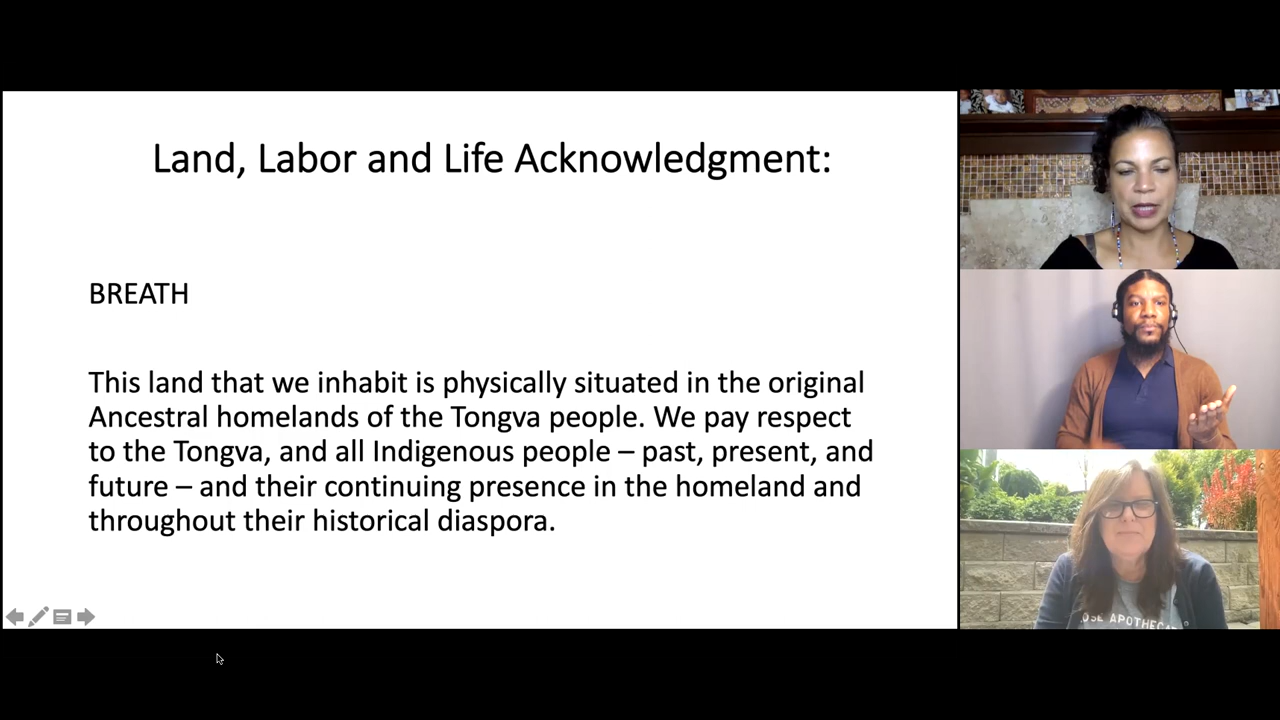 Land, Labor and Life Acknowledgment:
BREATH
This land that we inhabit is physically situated in the original
Ancestral homelands of the Tongva people. We pay respect
to the Tongva, and all Indigenous people – past, present, and
future – and their continuing presence in the homeland and
throughout their historical diaspora.